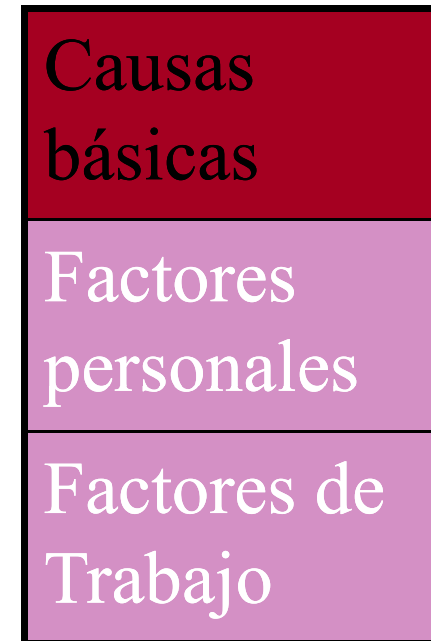 Causas
básicas
Factores
personales
Factores de
Trabajo